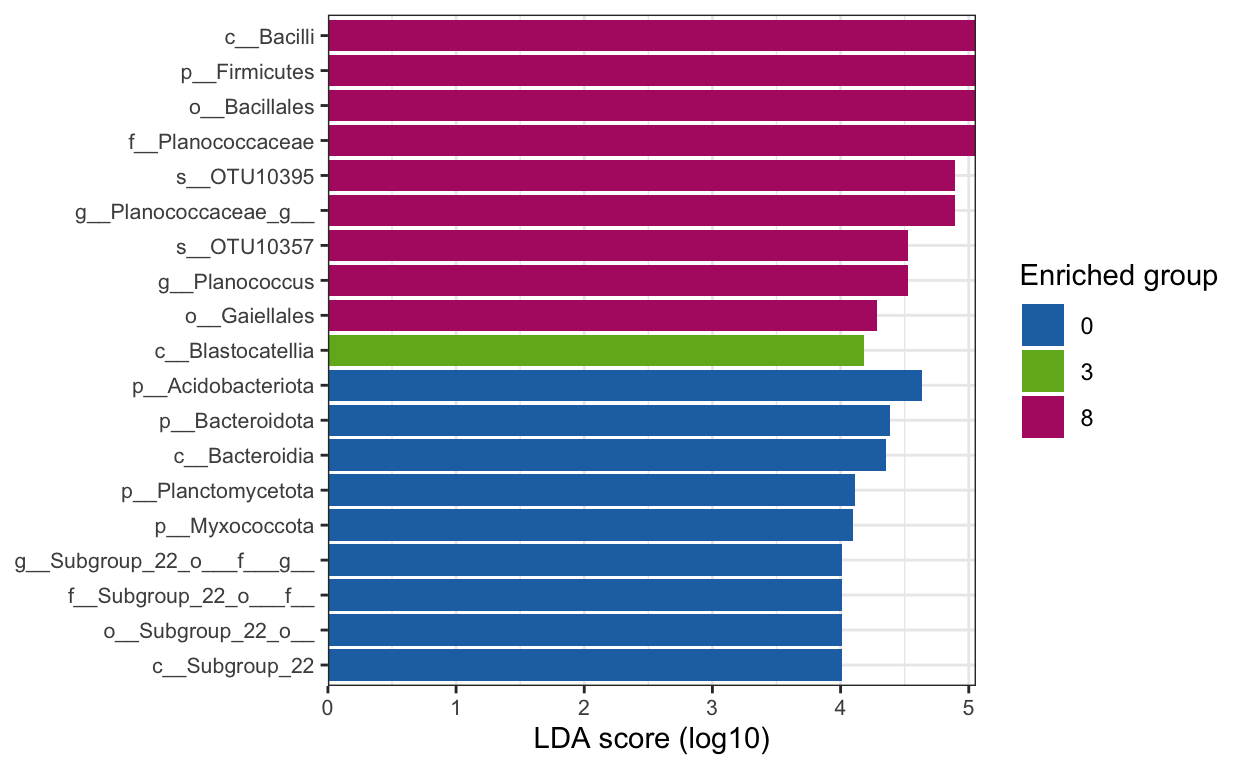 c__Bacilli
p__Firmicutes
o__Bacillales
f__Planococcaceae
s__OTU10395
g__Planococcaceae_g__
s__OTU10357
g__Planococcus
o__Gaiellales
c__Blastocatellia
p__Acidobacteriota
p__Bacteroidota
c__Bacteroidia
p__Planctomycetota
p__Myxococcota
g__Subgroup_22_o___f___g__
f__Subgroup_22_o___f__
o__Subgroup_22_o__
c__Subgroup_22
0 1 2 3 4 5
LDA score (log10)
Enriched group
0
3
8